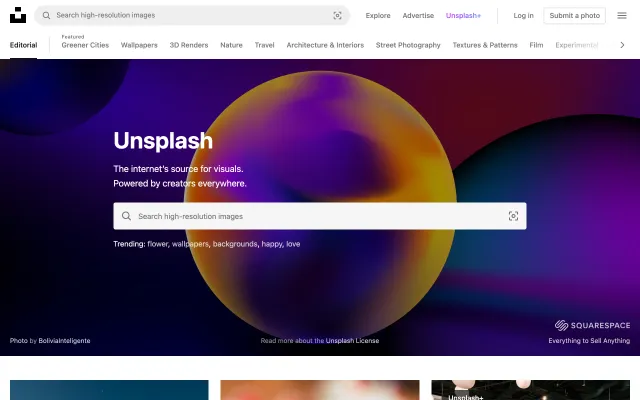 Search high-resolution images
Explore
Advertise
Unsplash+
Log in
Submit a photo
Editorial
Featured
Greener Cities
Wallpapers
3D Renders
Nature
Travel
Architecture & Interiors
Street Photography
Textures & Patterns
Film
Experimental
Unsplash
The internet's source for visuals.
Powered by creators everywhere.
Search high-resolution images
Trending: flower, wallpapers, backgrounds, happy, love
SQUARESPACE
Photo by Boliviainteligente
Read more about the Unsplash License
Everything to Sell Anything
Unsplash+